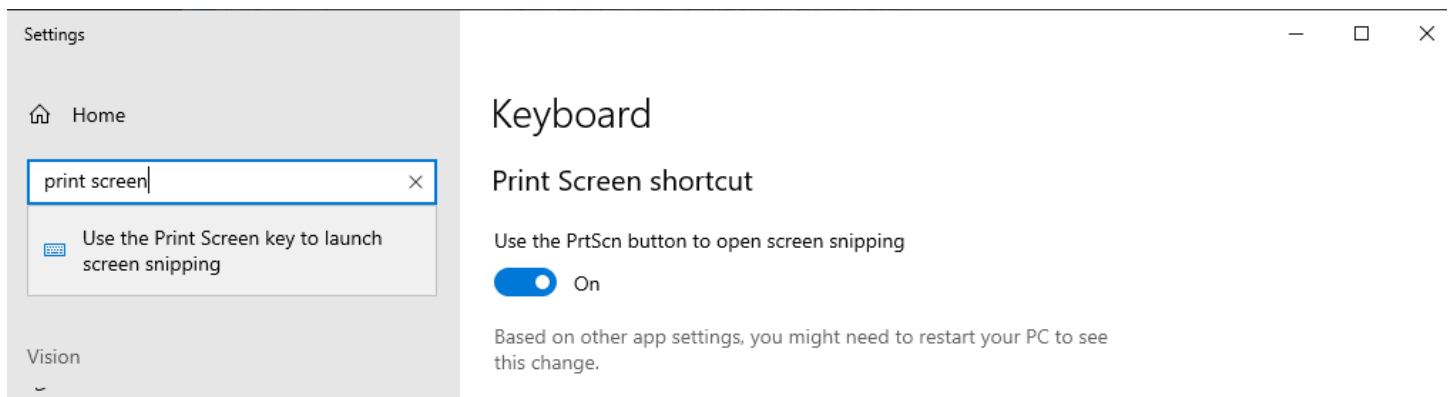 Settings
Home
print screen
Use the Print Screen key to launch
screen snipping
Vision
Keyboard
Print Screen shortcut
Use the PrtScn button to open screen snipping
On
Based on other app settings, you might need to restart your PC to see
this change.